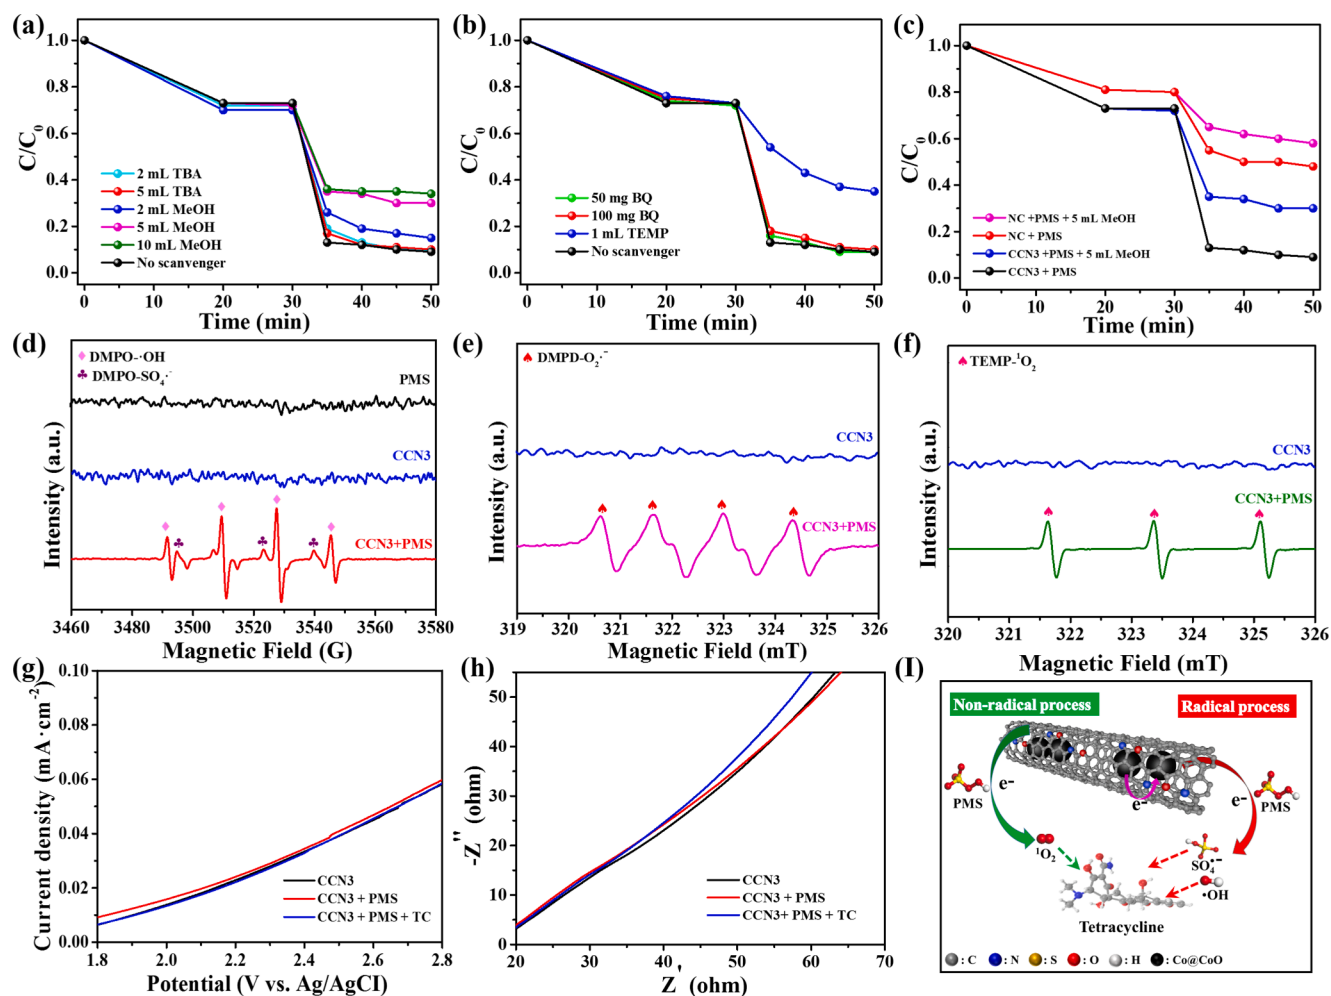 (a)
C/C0
1.0
0.8
0.6
0.4
0.2
0.0
2 mL TBA
5 mL TBA
2 mL MeOH
5 mL MeOH
10 mL MeOH
No scanvenger
0 10 20 30 40 50
Time (min)
(b)
C/C0
1.0
0.8
0.6
0.4
0.2
0.0
50 mg BQ
100 mg BQ
1 mL TEMP
No scanvenger
0 10 20 30 40 50
Time (min)
(c)
C/C0
1.0
0.8
0.6
0.4
0.2
0.0
NC +PMS + 5 mL MeOH
NC + PMS
CCN3 +PMS + 5 mL MeOH
CCN3 + PMS
0 10 20 30 40 50
Time (min)
(d)
Intensity (a.u.)
♦ DMPO-·OH
♣ DMPO-SO4·-
PMS
CCN3
CCN3+PMS
3460 3480 3500 3520 3540 3560 3580
Magnetic Field (G)
(e)
Intensity (a.u.)
♠ DMPD-O2·-
CCN3
CCN3+PMS
319 320 321 322 323 324 325 326
Magnetic Field (mT)
(f)
Intensity (a.u.)
♠ TEMP-1O2
CCN3
CCN3+PMS
320 321 322 323 324 325 326
Magnetic Field (mT)
(g)
Current density (mA·cm-2)
0.10
0.08
0.06
0.04
0.02
0.00
CCN3
CCN3 + PMS
CCN3 + PMS + TC
1.8 2.0 2.2 2.4 2.6 2.8
Potential (V vs. Ag/AgCl)
(h)
-Z'' (ohm)
50
40
30
20
10
0
CCN3
CCN3 + PMS
CCN3+ PMS + TC
20 30 40 50 60 70
Z' (ohm)
(I)
Non-radical process
Radical process
PMS
e-
e-
e-
PMS
1O2
SO4·-
·OH
Tetracycline
: C : N : S : O : H : Co@CoO